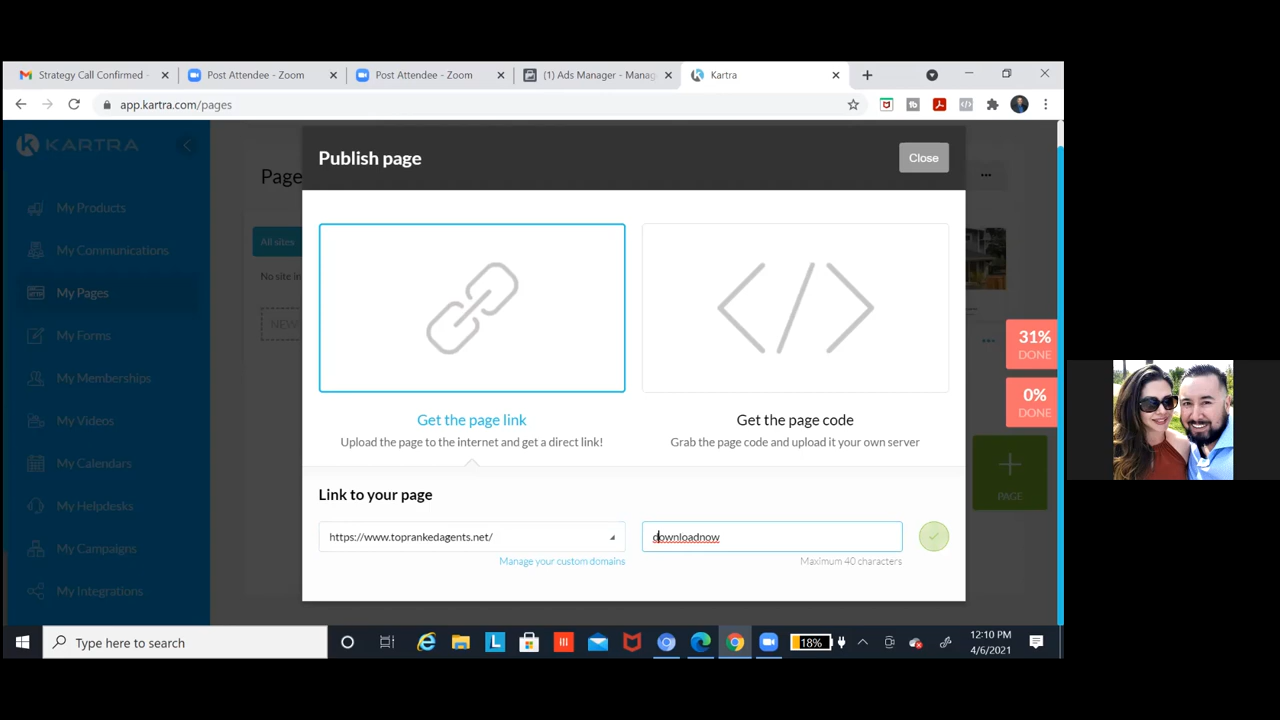 Strategy Call Confirmed -
Post Attendee - Zoom
Post Attendee - Zoom
(1) Ads Manager - Manag
Kartra
app.kartra.com/pages
KARTRA
My Products
My Communications
My Pages
My Forms
My Memberships
My Videos
My Calendars
My Helpdesks
My Campaigns
My Integrations
Page
All sites
No site in
NEW
Publish page
Close
Get the page link
Upload the page to the internet and get a direct link!
Get the page code
Grab the page code and upload it your own server
Link to your page
https://www.toprankedagents.net/
downloadnow
Manage your custom domains
Maximum 40 characters
31%
DONE
0%
DONE
PAGE
Type here to search
18%
12:10 PM
4/6/2021